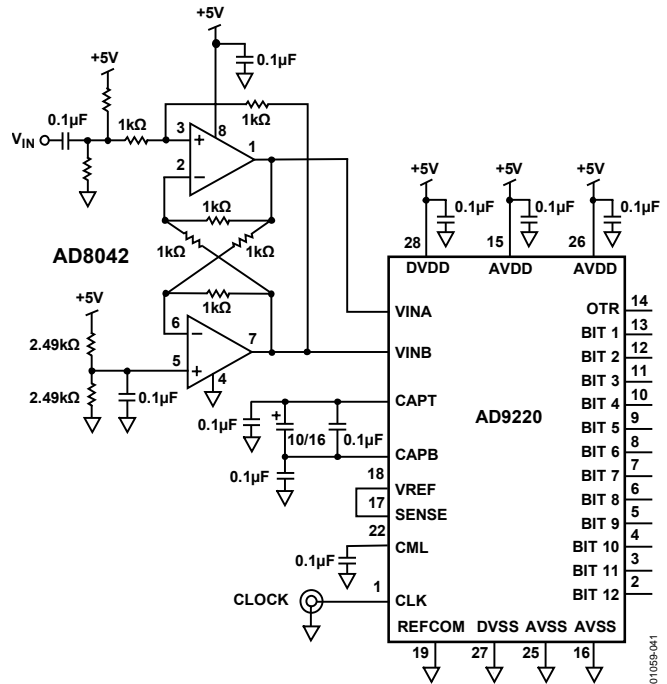 +5V
0.1µF
+5V
0.1µF
V_IN
1kΩ
3
+
8
1kΩ
1
2
–
1kΩ
1kΩ
1kΩ
AD8042
1kΩ
+5V
2.49kΩ
6
–
7
5
+
4
2.49kΩ
0.1µF
+5V
0.1µF
+5V
0.1µF
+5V
0.1µF
28
15
26
DVDD
AVDD
AVDD
VINA
VINB
CAPT
0.1µF
+
10/16
0.1µF
0.1µF
CAPB
18
VREF
17
SENSE
22
CML
0.1µF
CLOCK
1
CLK
AD9220
OTR 14
BIT 1 13
BIT 2 12
BIT 3 11
BIT 4 10
BIT 5 9
BIT 6 8
BIT 7 7
BIT 8 6
BIT 9 5
BIT 10 4
BIT 11 3
BIT 12 2
REFCOM
DVSS
AVSS
AVSS
19
27
25
16
01059-041